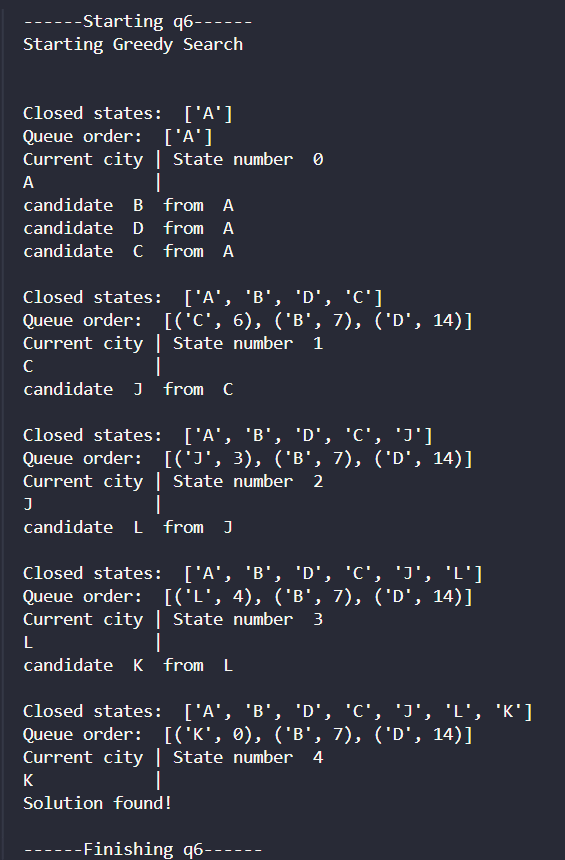 ------Starting q6------
Starting Greedy Search
Closed states:  ['A']
Queue order:  ['A']
Current city | State number  0
A            |
candidate  B  from  A
candidate  D  from  A
candidate  C  from  A
Closed states:  ['A', 'B', 'D', 'C']
Queue order:  [('C', 6), ('B', 7), ('D', 14)]
Current city | State number  1
C            |
candidate  J  from  C
Closed states:  ['A', 'B', 'D', 'C', 'J']
Queue order:  [('J', 3), ('B', 7), ('D', 14)]
Current city | State number  2
J            |
candidate  L  from  J
Closed states:  ['A', 'B', 'D', 'C', 'J', 'L']
Queue order:  [('L', 4), ('B', 7), ('D', 14)]
Current city | State number  3
L            |
candidate  K  from  L
Closed states:  ['A', 'B', 'D', 'C', 'J', 'L', 'K']
Queue order:  [('K', 0), ('B', 7), ('D', 14)]
Current city | State number  4
K            |
Solution found!
------Finishing q6------